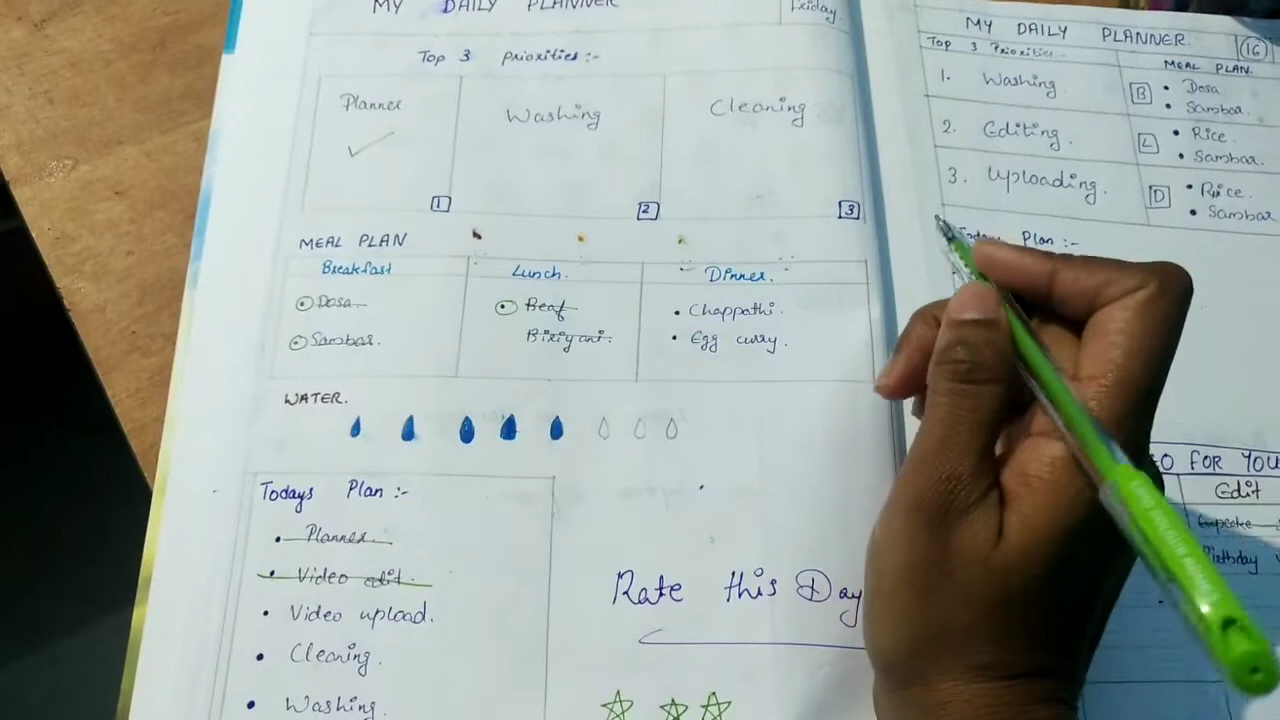 MY DAILY PLANNER
Friday.
Top 3 priorities:-
Planner
Washing
Cleaning
1
2
3
MEAL PLAN
Breakfast
Lunch.
Dinner.
Dosa
Sambar.
Beaf
Biriyani.
Chappathi.
Egg curry.
WATER.
Todays Plan :-
Planner.
Video edit.
Video upload.
Cleaning.
Washing.
Rate this Day
MY DAILY PLANNER.
16
Top 3 Priorities:-
1. Washing.
2. Editing.
3. Uploading.
MEAL PLAN.
B
Dosa
Sambar.
L
Rice.
Sambar.
D
Rice.
Sambar
Todays Plan :-
FOR YOU
Edit
Cupcake
Birthday